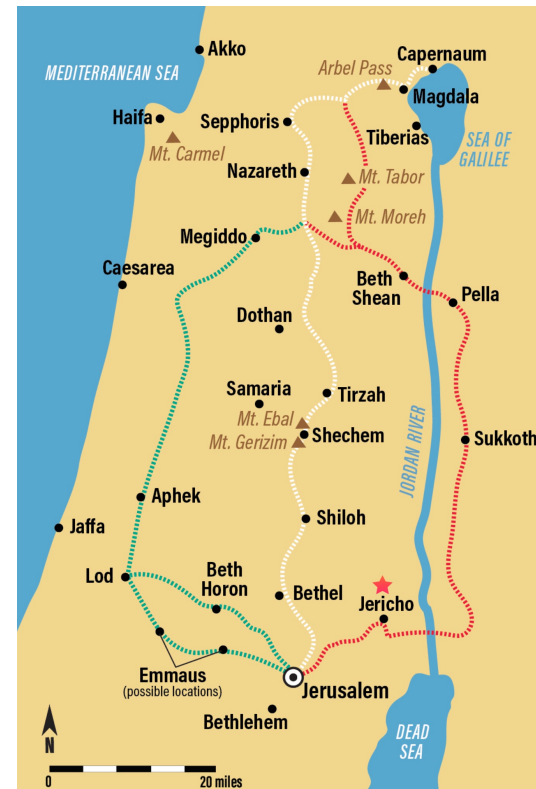 Akko
Capernaum
MEDITERRANEAN SEA
Arbel Pass
Magdala
Haifa
Sepphoris
Tiberias
SEA OF
GALILEE
Mt. Carmel
Nazareth
Mt. Tabor
Mt. Moreh
Megiddo
Caesarea
Beth
Shean
Pella
Dothan
Samaria
Tirzah
Mt. Ebal
Shechem
Mt. Gerizim
Sukkoth
JORDAN RIVER
Aphek
Shiloh
Jaffa
Lod
Beth
Horon
Bethel
Jericho
Emmaus
(possible locations)
Jerusalem
Bethlehem
DEAD
SEA
N
0 20 miles